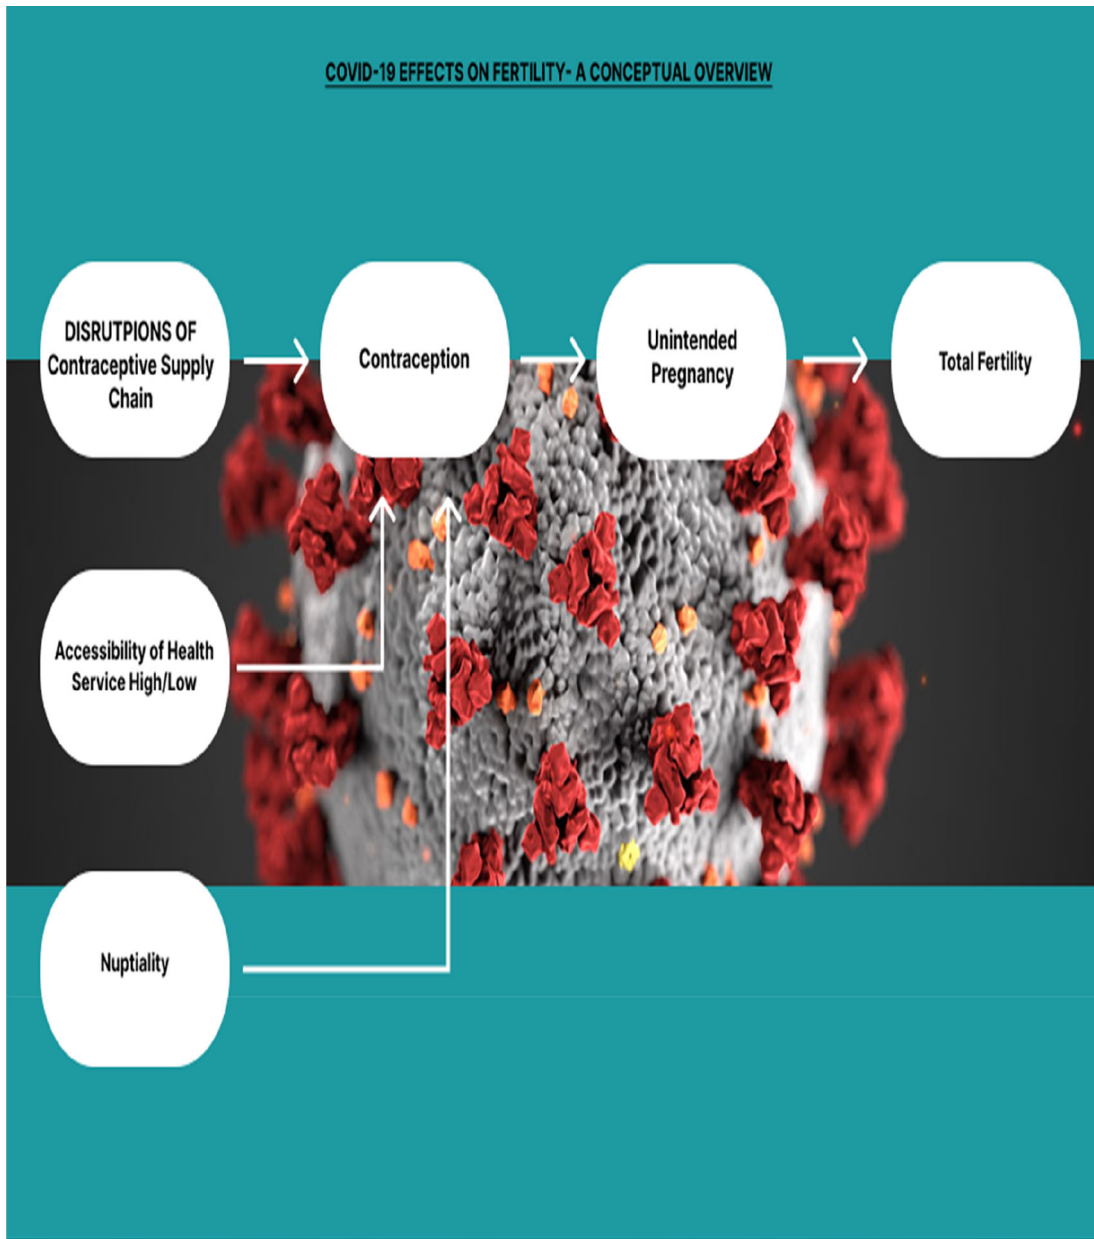 COVID-19 EFFECTS ON FERTILITY- A CONCEPTUAL OVERVIEW
DISRUTPIONS OF
Contraceptive Supply
Chain
Contraception
Unintended
Pregnancy
Total Fertility
Accessibility of Health
Service High/Low
Nuptiality